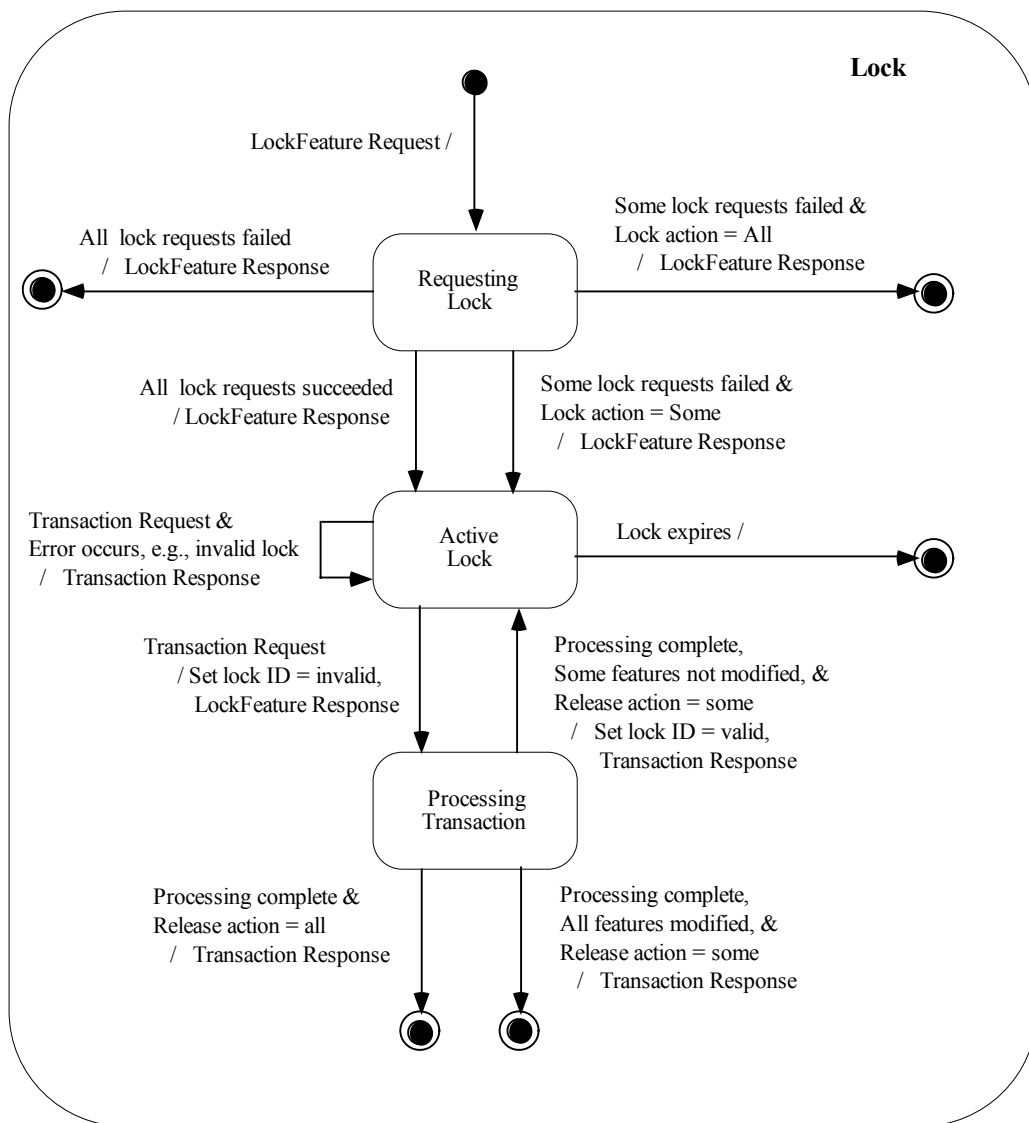 Lock
LockFeature Request /
All lock requests failed
/ LockFeature Response
Some lock requests failed &
Lock action = All
/ LockFeature Response
Requesting
Lock
All lock requests succeeded
/ LockFeature Response
Some lock requests failed &
Lock action = Some
/ LockFeature Response
Transaction Request &
Error occurs, e.g., invalid lock
/ Transaction Response
Active
Lock
Lock expires /
Transaction Request
/ Set lock ID = invalid,
LockFeature Response
Processing complete,
Some features not modified, &
Release action = some
/ Set lock ID = valid,
Transaction Response
Processing
Transaction
Processing complete &
Release action = all
/ Transaction Response
Processing complete,
All features modified, &
Release action = some
/ Transaction Response